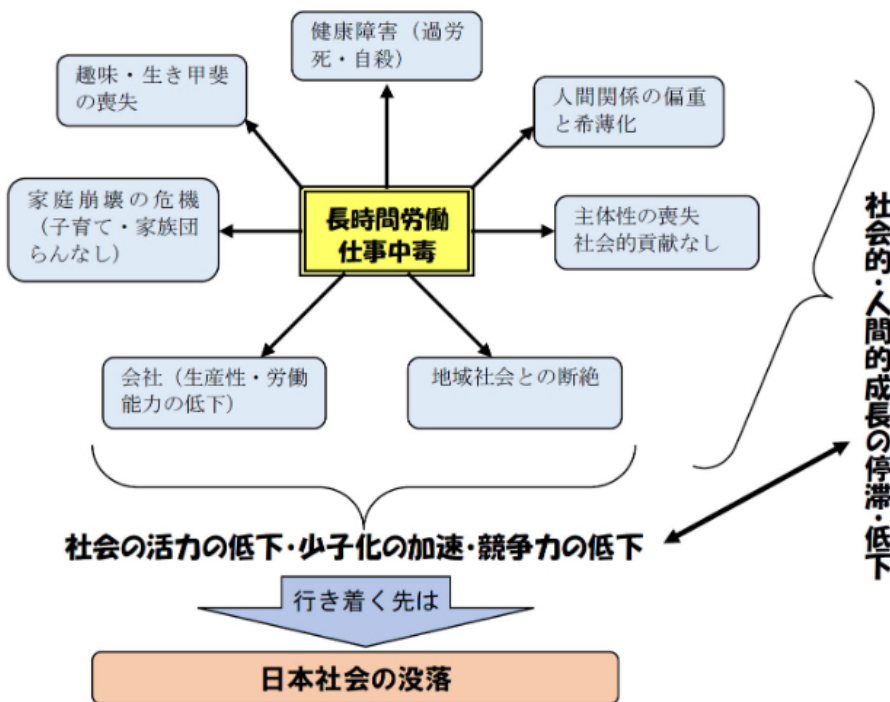 健康障害（過労
死・自殺）
趣味・生き甲斐
の喪失
人間関係の偏重
と希薄化
家庭崩壊の危機
（子育て・家族団
らんなし）
長時間労働
仕事中毒
主体性の喪失
社会的貢献なし
会社（生産性・労働
能力の低下）
地域社会との断絶
社会的・人間的成長の停滞・低下
社会の活力の低下・少子化の加速・競争力の低下
行き着く先は
日本社会の没落